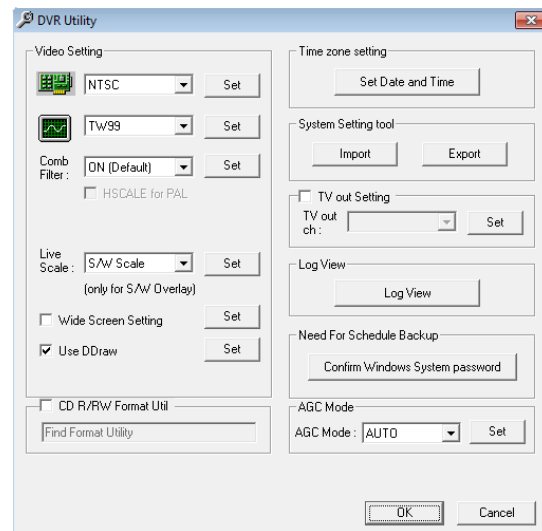 DVR Utility
Video Setting
NTSC Set
TW99 Set
Comb
Filter : ON (Default) Set
HSCALE for PAL
Live
Scale : S/W Scale Set
(only for S/W Overlay)
Wide Screen Setting Set
Use DDraw Set
CD R/RW Format Util
Find Format Utility
Time zone setting
Set Date and Time
System Setting tool
Import Export
TV out Setting
TV out
ch : Set
Log View
Log View
Need For Schedule Backup
Confirm Windows System password
AGC Mode
AGC Mode : AUTO Set
OK Cancel